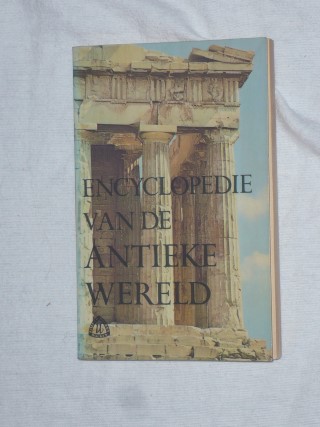 ENCYCLOPEDIE
VAN DE
ANTIEKE
WERELD